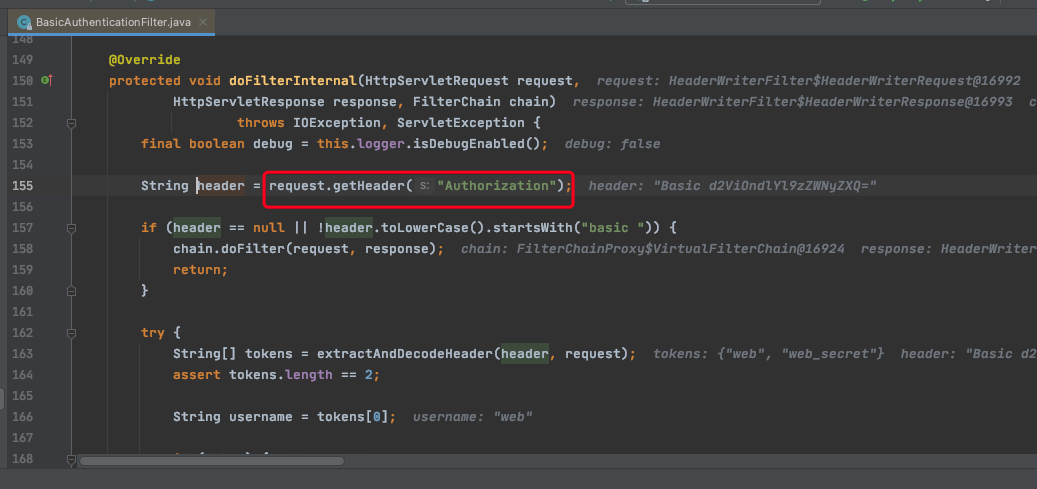 BasicAuthenticationFilter.java
148
149 @Override
150 protected void doFilterInternal(HttpServletRequest request, request: HeaderWriterFilter$HeaderWriterRequest@16992
151 HttpServletResponse response, FilterChain chain) response: HeaderWriterFilter$HeaderWriterResponse@16993 c
152 throws IOException, ServletException {
153 final boolean debug = this.logger.isDebugEnabled(); debug: false
154
155 String header = request.getHeader( s: "Authorization"); header: "Basic d2ViOndlYl9zZWNyZXQ="
156
157 if (header == null || !header.toLowerCase().startsWith("basic ")) {
158 chain.doFilter(request, response); chain: FilterChainProxy$VirtualFilterChain@16924 response: HeaderWriter
159 return;
160 }
161
162 try {
163 String[] tokens = extractAndDecodeHeader(header, request); tokens: {"web", "web_secret"} header: "Basic d2
164 assert tokens.length == 2;
165
166 String username = tokens[0]; username: "web"
167
168